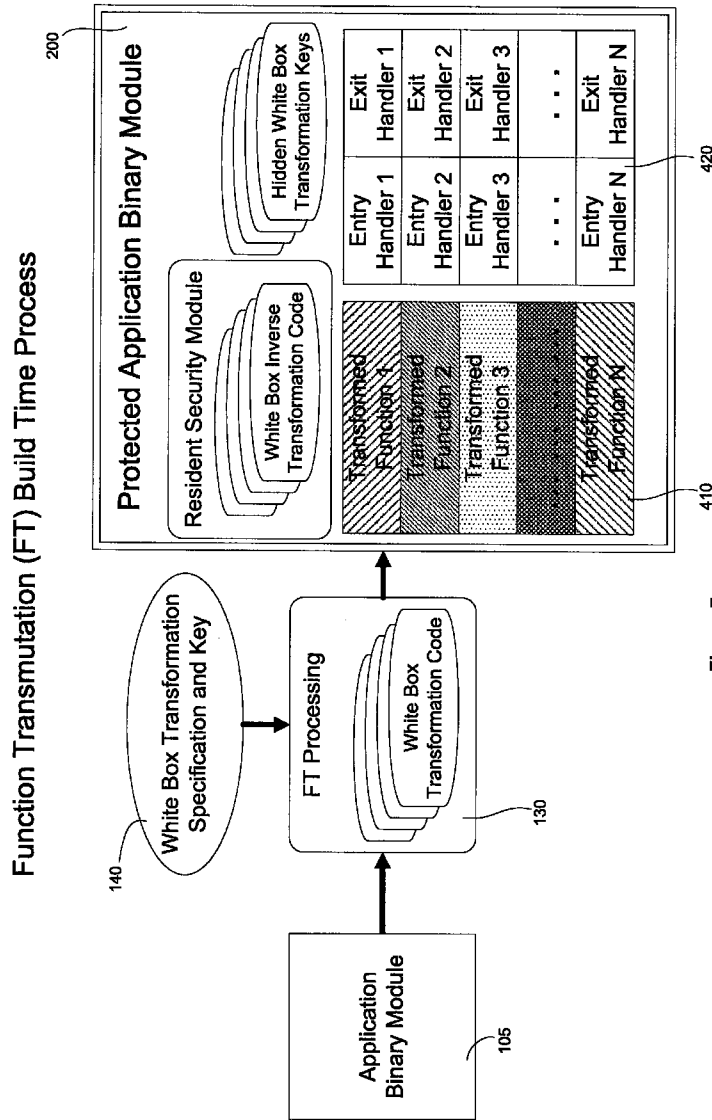 Function Transmutation (FT) Build Time Process
140
White Box Transformation
Specification and Key
Application
Binary Module
105
FT Processing
White Box
Transformation Code
130
200
Protected Application Binary Module
Resident Security Module
White Box Inverse
Transformation Code
Hidden White Box
Transformation Keys
Transformed
Function 1
Transformed
Function 2
Transformed
Function 3
Transformed
Function N
410
Entry
Handler 1
Exit
Handler 1
Entry
Handler 2
Exit
Handler 2
Entry
Handler 3
Exit
Handler 3
. . .
. . .
Entry
Handler N
Exit
Handler N
420